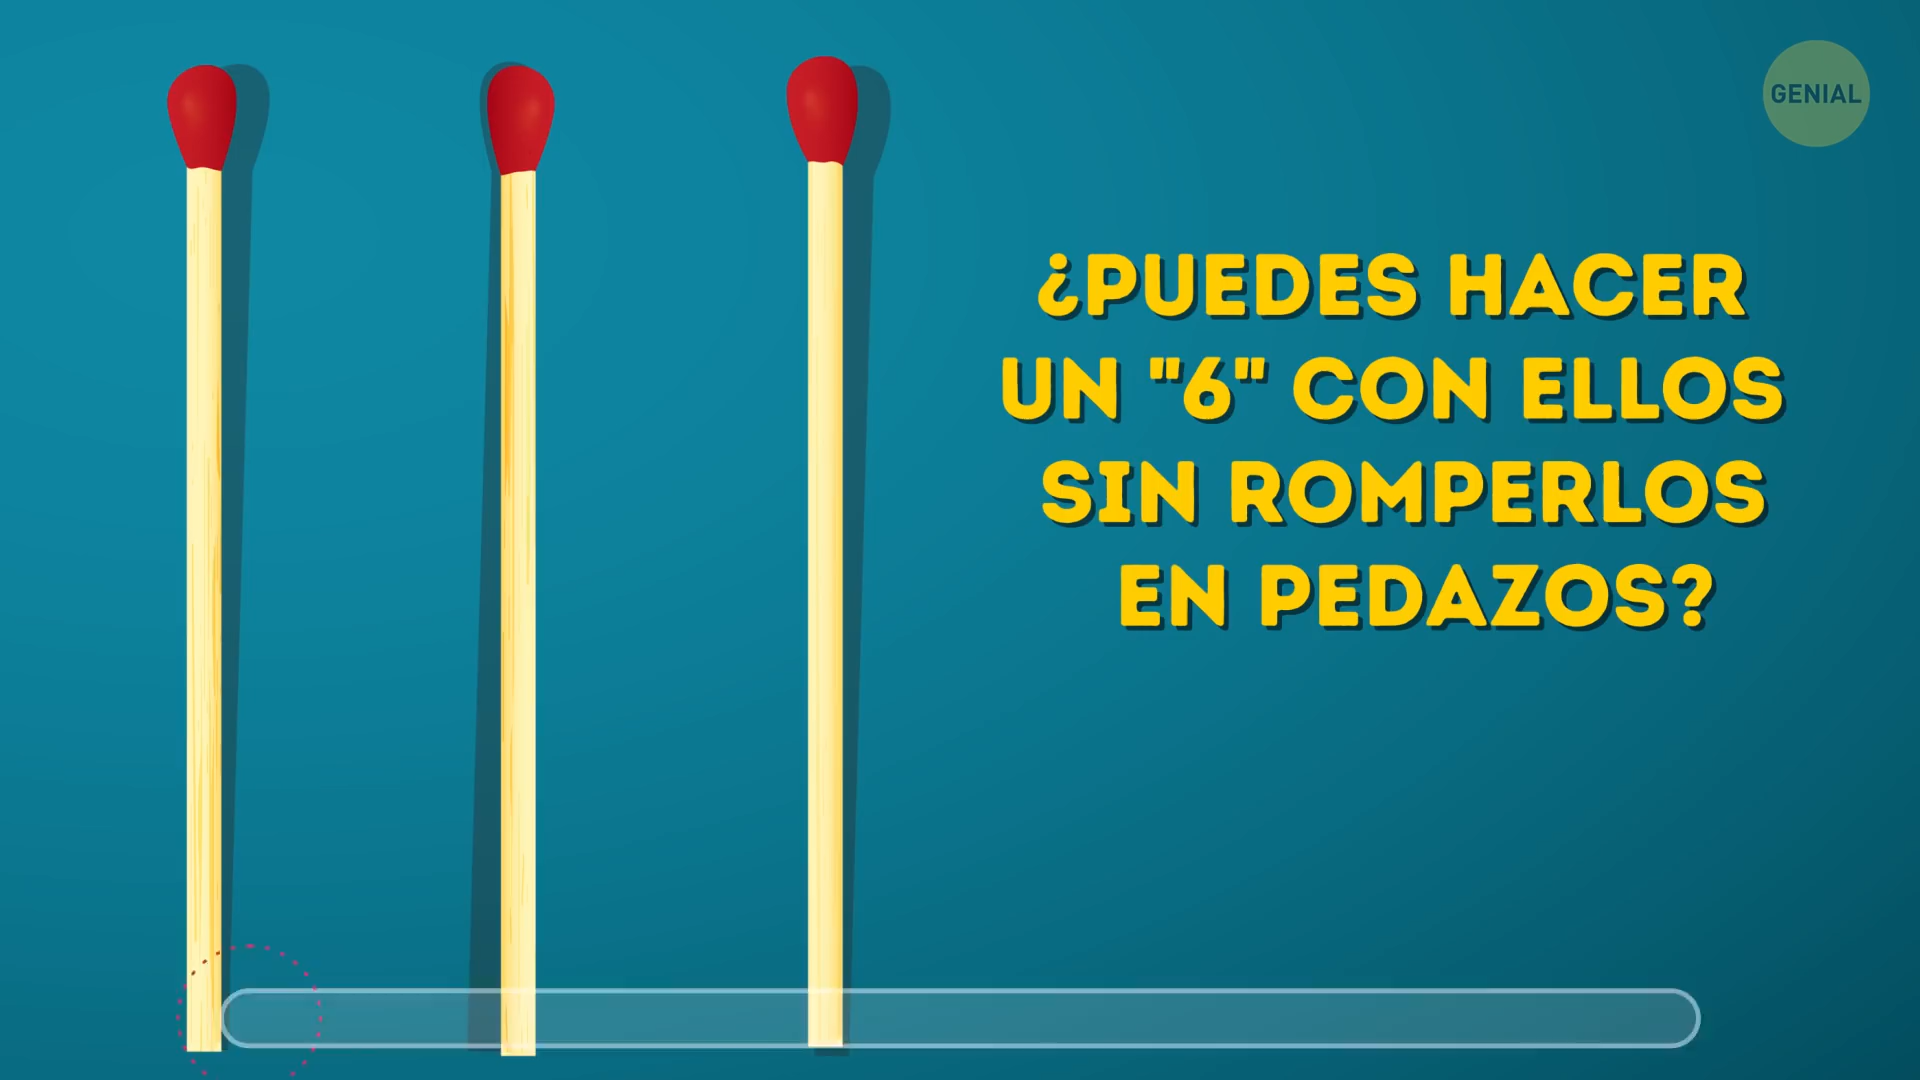 GENIAL
¿PUEDES HACER
UN "6" CON ELLOS
SIN ROMPERLOS
EN PEDAZOS?